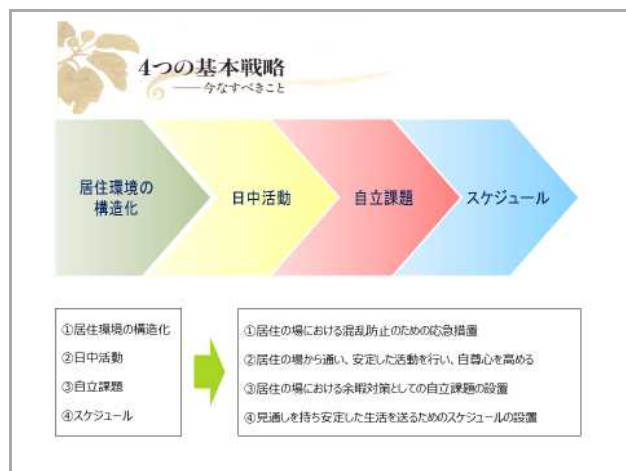 4つの基本戦略
――今なすべきこと
居住環境の
構造化
日中活動
自立課題
スケジュール
①居住環境の構造化
②日中活動
③自立課題
④スケジュール
①居住の場における混乱防止のための応急措置
②居住の場から通い、安定した活動を行い、自尊心を高める
③居住の場における余暇対策としての自立課題の設置
④見通しを持ち安定した生活を送るためのスケジュールの設置